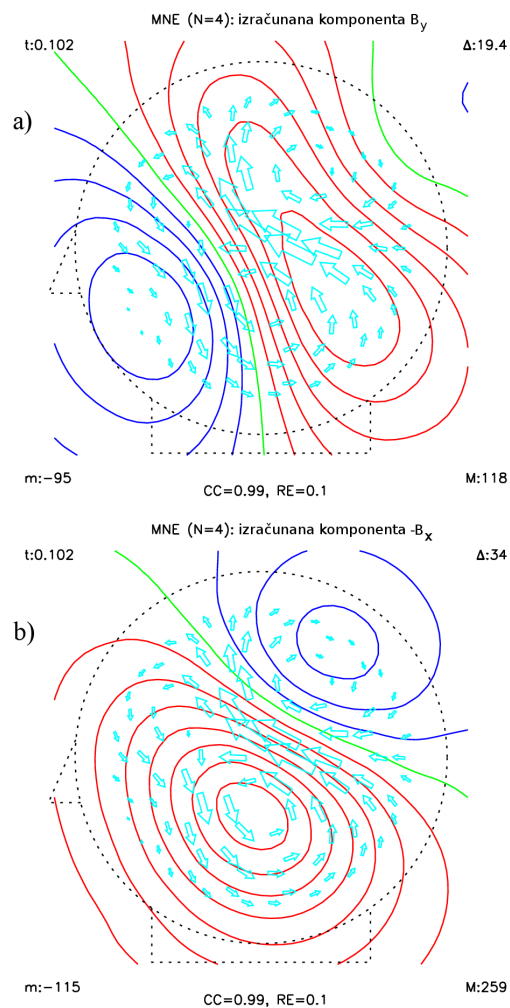 MNE (N=4): izračunana komponenta By
t:0.102
Δ:19.4
a)
m:-95
M:118
CC=0.99, RE=0.1
MNE (N=4): izračunana komponenta -Bx
t:0.102
Δ:34
b)
m:-115
M:259
CC=0.99, RE=0.1